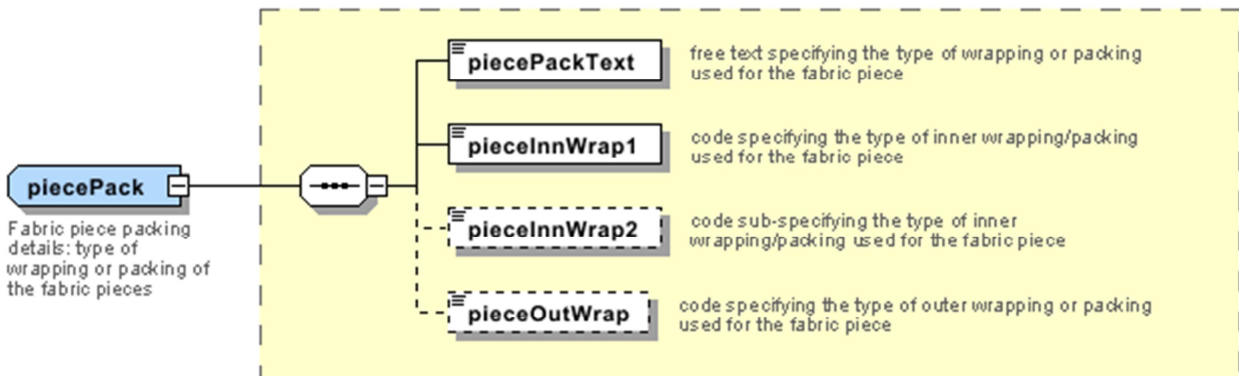 piecePack
Fabric piece packing
details: type of
wrapping or packing of
the fabric pieces
piecePackText
free text specifying the type of wrapping or packing
used for the fabric piece
pieceInnWrap1
code specifying the type of inner wrapping/packing
used for the fabric piece
pieceInnWrap2
code sub-specifying the type of inner
wrapping/packing used for the fabric piece
pieceOutWrap
code specifying the type of outer wrapping or packing
used for the fabric piece